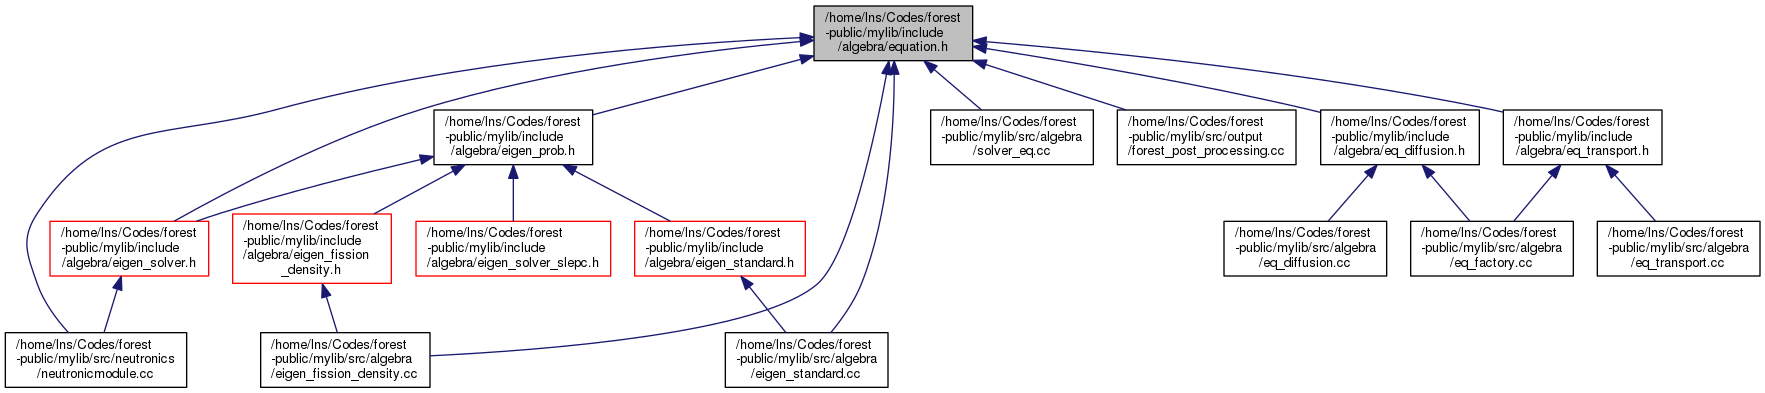 /home/lns/Codes/forest
-public/mylib/include
/algebra/equation.h
/home/lns/Codes/forest
-public/mylib/include
/algebra/eigen_prob.h
/home/lns/Codes/forest
-public/mylib/src/algebra
/solver_eq.cc
/home/lns/Codes/forest
-public/mylib/src/output
/forest_post_processing.cc
/home/lns/Codes/forest
-public/mylib/include
/algebra/eq_diffusion.h
/home/lns/Codes/forest
-public/mylib/include
/algebra/eq_transport.h
/home/lns/Codes/forest
-public/mylib/include
/algebra/eigen_solver.h
/home/lns/Codes/forest
-public/mylib/include
/algebra/eigen_fission
_density.h
/home/lns/Codes/forest
-public/mylib/include
/algebra/eigen_solver_slepc.h
/home/lns/Codes/forest
-public/mylib/include
/algebra/eigen_standard.h
/home/lns/Codes/forest
-public/mylib/src/algebra
/eq_diffusion.cc
/home/lns/Codes/forest
-public/mylib/src/algebra
/eq_factory.cc
/home/lns/Codes/forest
-public/mylib/src/algebra
/eq_transport.cc
/home/lns/Codes/forest
-public/mylib/src/neutronics
/neutronicmodule.cc
/home/lns/Codes/forest
-public/mylib/src/algebra
/eigen_fission_density.cc
/home/lns/Codes/forest
-public/mylib/src/algebra
/eigen_standard.cc